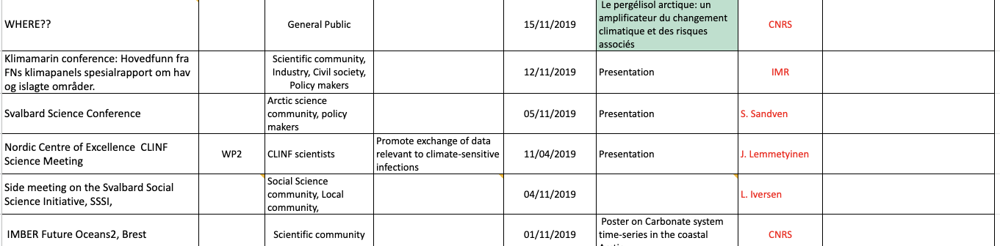 WHERE??
General Public
15/11/2019
Le pergélisol arctique: un
amplificateur du changement
climatique et des risques
associés
CNRS
Klimamarin conference: Hovedfunn fra
FNs klimapanels spesialrapport om hav
og islagte områder.
Scientific community,
Industry, Civil society,
Policy makers
12/11/2019
Presentation
IMR
Svalbard Science Conference
Arctic science
community, policy
makers
05/11/2019
Presentation
S. Sandven
Nordic Centre of Excellence CLINF
Science Meeting
WP2
CLINF scientists
Promote exchange of data
relevant to climate-sensitive
infections
11/04/2019
Presentation
J. Lemmetyinen
Side meeting on the Svalbard Social
Science Initiative, SSSI,
Social Science
community, Local
community,
04/11/2019
L. Iversen
IMBER Future Oceans2, Brest
Scientific community
01/11/2019
Poster on Carbonate system
time-series in the coastal
CNRS